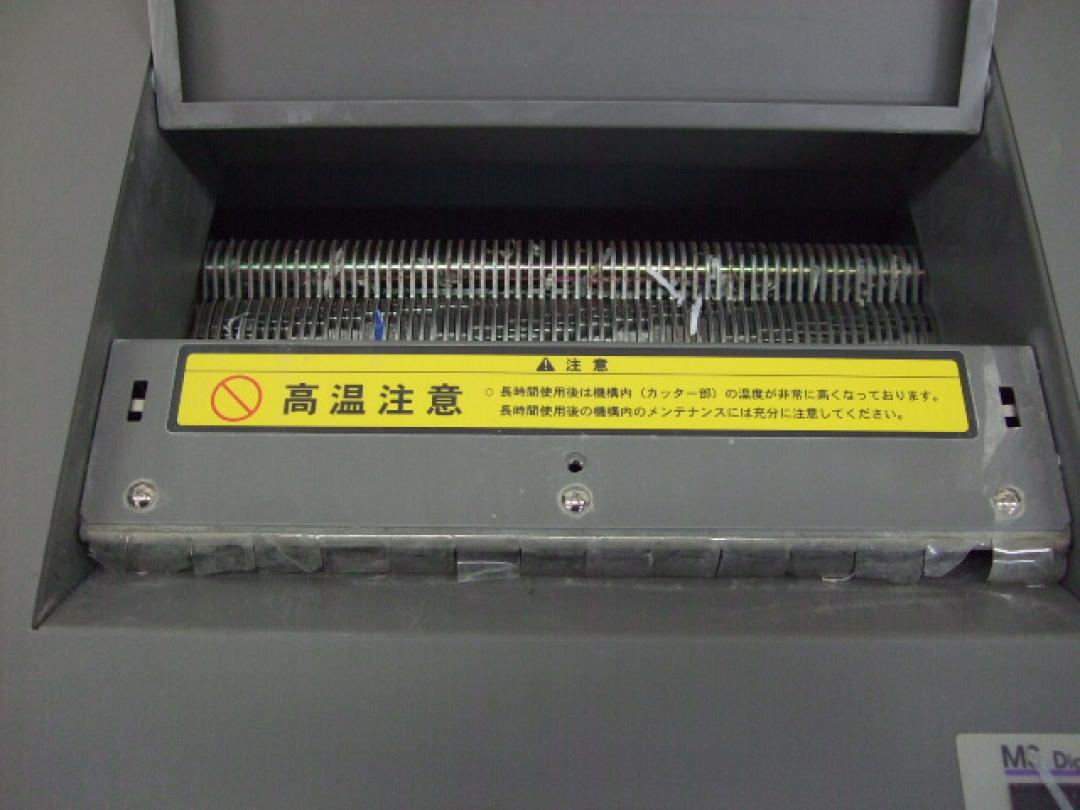 注 意
高温注意
○ 長時間使用後は機構内（カッター部）の温度が非常に高くなっております。
長時間使用後の機構内のメンテナンスには充分に注意してください。